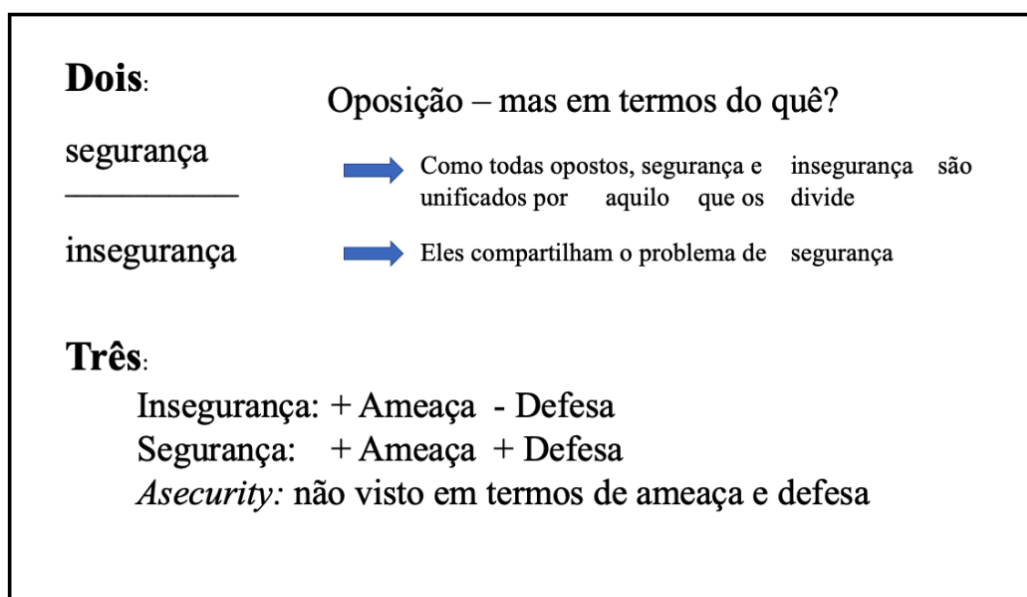 Dois:
Oposição – mas em termos do quê?
segurança
Como todas opostos, segurança e insegurança são
unificados por aquilo que os divide
insegurança
Eles compartilham o problema de segurança
Três:
Insegurança: + Ameaça - Defesa
Segurança: + Ameaça + Defesa
Asecurity: não visto em termos de ameaça e defesa